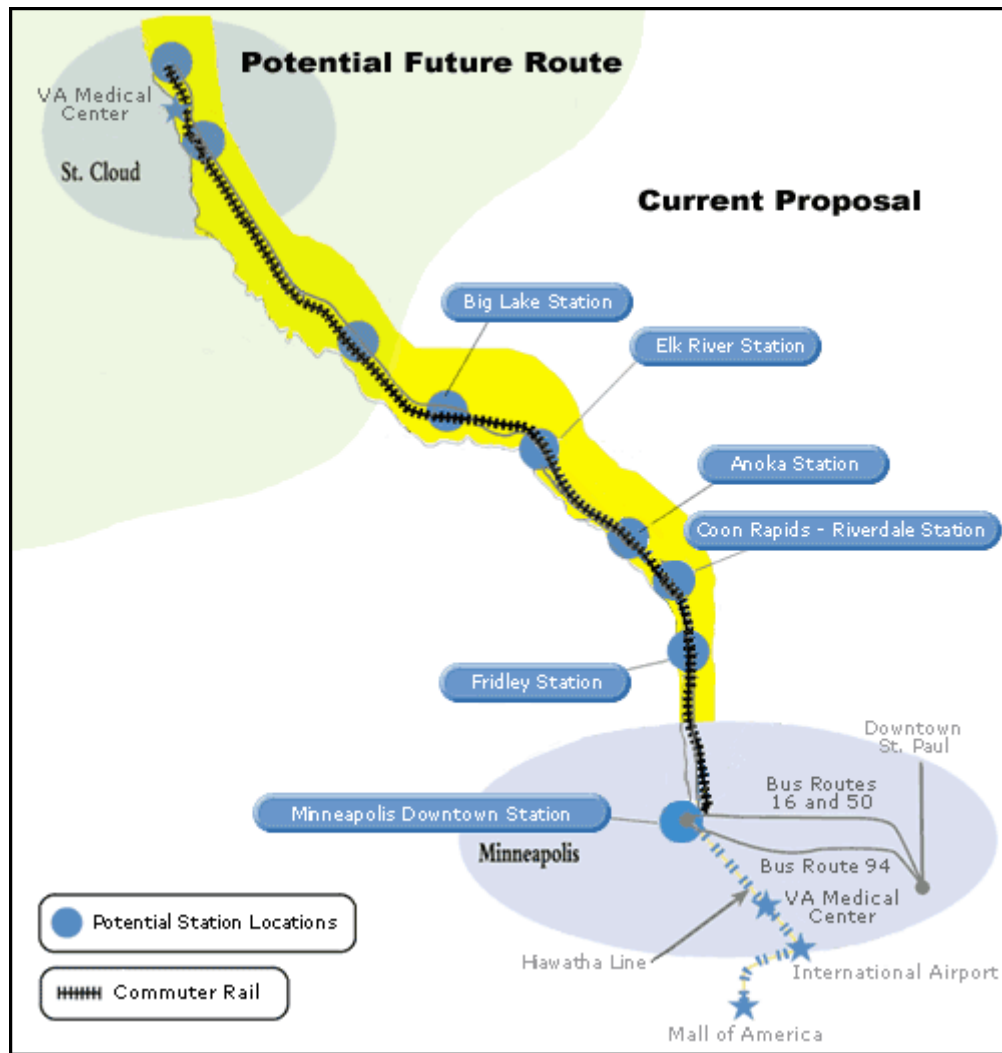 Potential Future Route
VA Medical
Center
St. Cloud
Current Proposal
Big Lake Station
Elk River Station
Anoka Station
Coon Rapids - Riverdale Station
Fridley Station
Downtown
St. Paul
Bus Routes
16 and 50
Minneapolis Downtown Station
Minneapolis
Bus Route 94
VA Medical
Center
Hiawatha Line
International Airport
Mall of America
Potential Station Locations
Commuter Rail